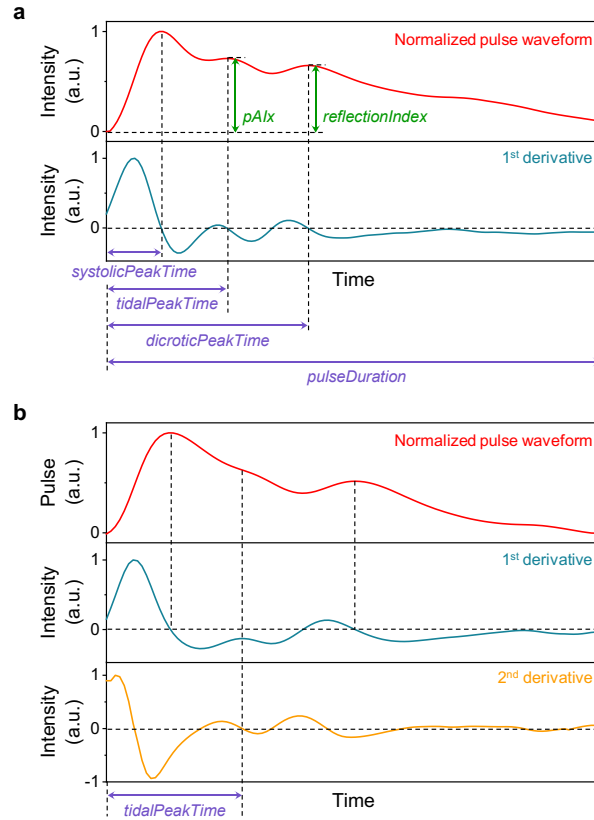 a
Normalized pulse waveform
Intensity
(a.u.)
1
0
pAIx
reflectionIndex
1st derivative
Intensity
(a.u.)
1
0
systolicPeakTime
Time
tidalPeakTime
dicroticPeakTime
pulseDuration
b
Normalized pulse waveform
Pulse
(a.u.)
1
0
1st derivative
Intensity
(a.u.)
1
0
2nd derivative
Intensity
(a.u.)
1
0
-1
tidalPeakTime
Time